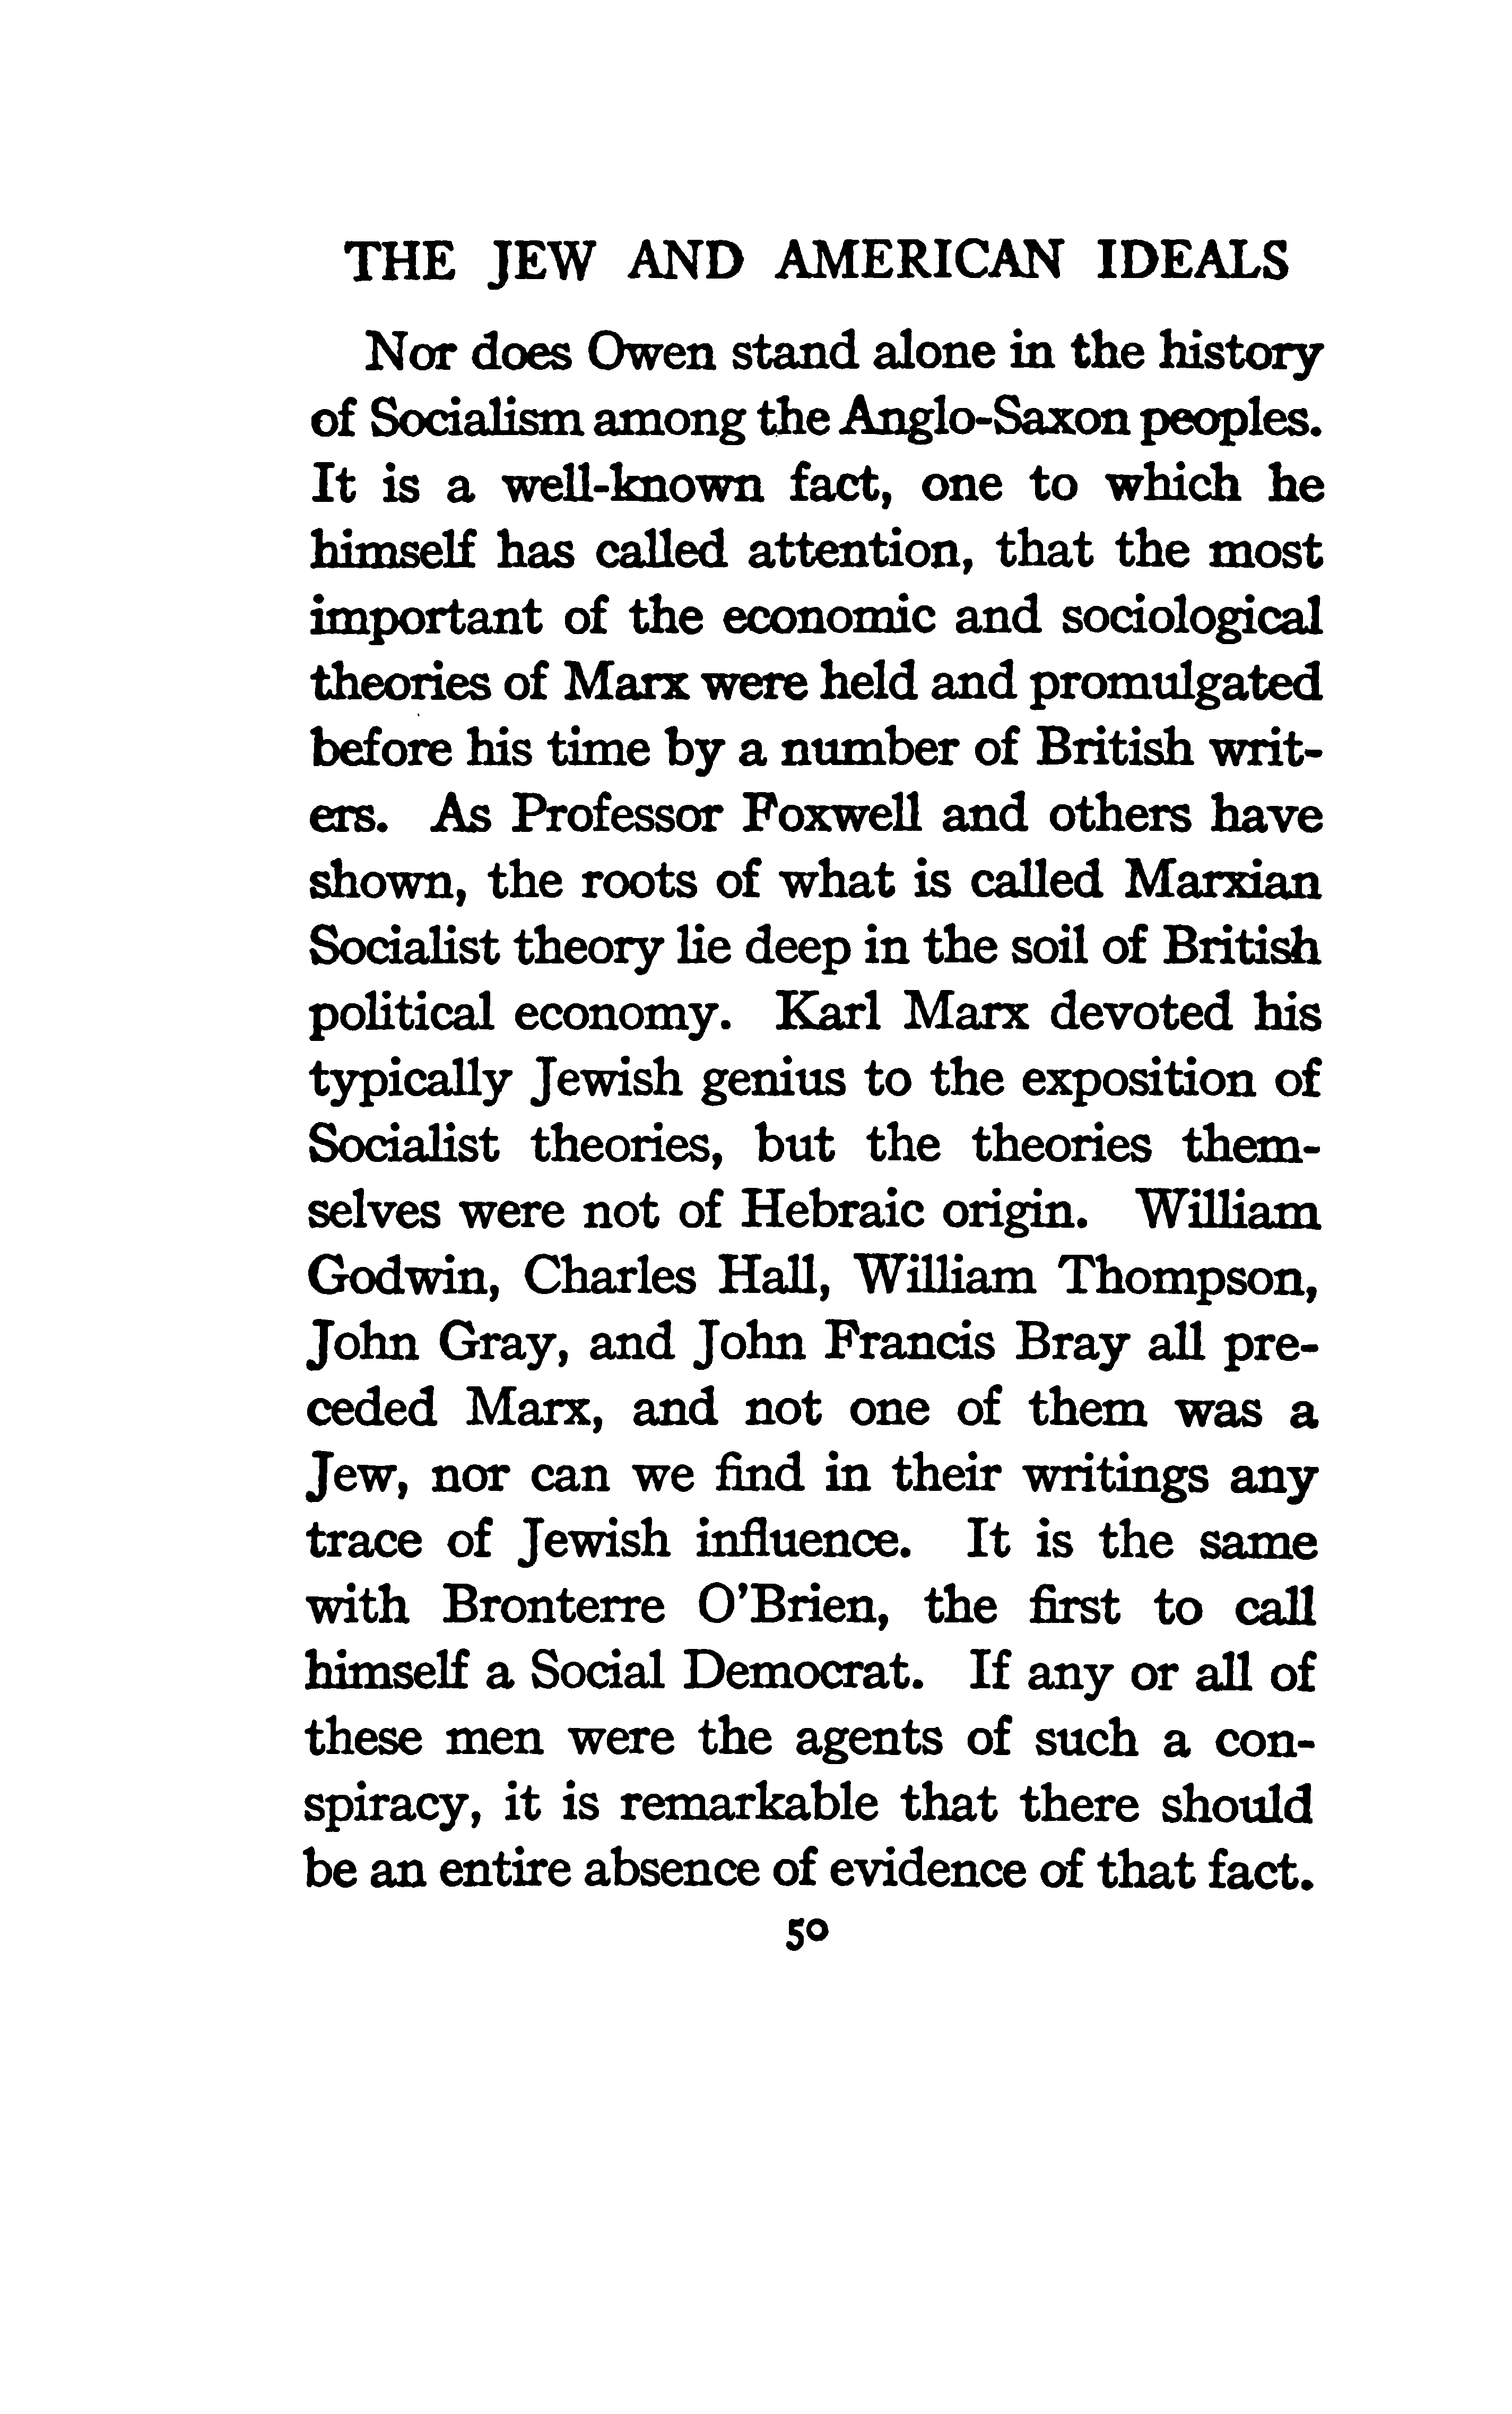 THE JEW AND AMERICAN IDEALS
Nor does Owen stand alone in the history
of Socialism among the Anglo-Saxon peoples.
It is a well-known fact, one to which he
himself has called attention, that the most
important of the economic and sociological
theories of Marx were held and promulgated
before his time by a number of British writ-
ers. As Professor Foxwell and others have
shown, the roots of what is called Marxian
Socialist theory lie deep in the soil of British
political economy. Karl Marx devoted his
typically Jewish genius to the exposition of
Socialist theories, but the theories them-
selves were not of Hebraic origin. William
Godwin, Charles Hall, William Thompson,
John Gray, and John Francis Bray all pre-
ceded Marx, and not one of them was a
Jew, nor can we find in their writings any
trace of Jewish influence. It is the same
with Bronterre O'Brien, the first to call
himself a Social Democrat. If any or all of
these men were the agents of such a con-
spiracy, it is remarkable that there should
be an entire absence of evidence of that fact.
50